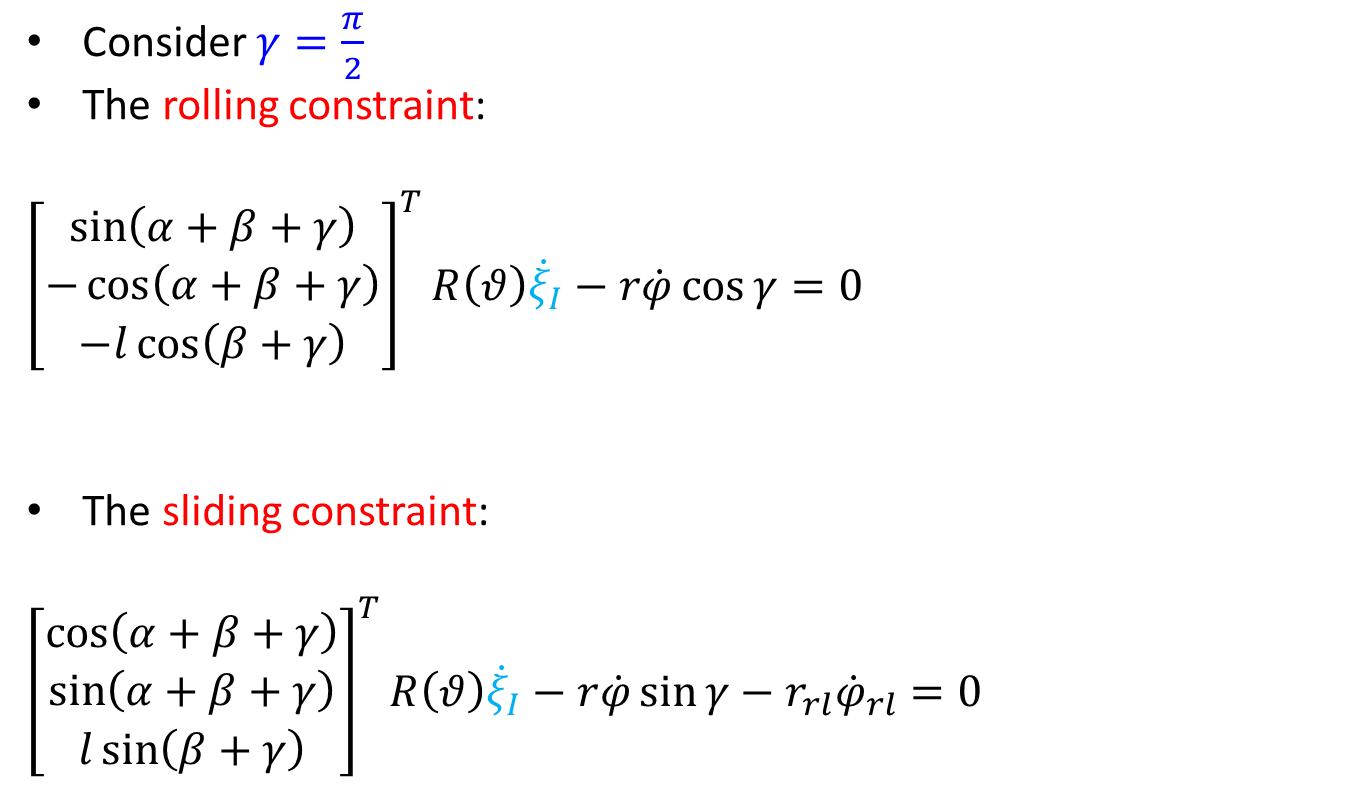 • Consider γ = π/2
• The rolling constraint:
[ sin(α + β + γ)
− cos(α + β + γ)
−l cos(β + γ) ]ᵀ R(ϑ)ξ̇_I − rφ̇ cos γ = 0
• The sliding constraint:
[ cos(α + β + γ)
sin(α + β + γ)
l sin(β + γ) ]ᵀ R(ϑ)ξ̇_I − rφ̇ sin γ − r_rl φ̇_rl = 0